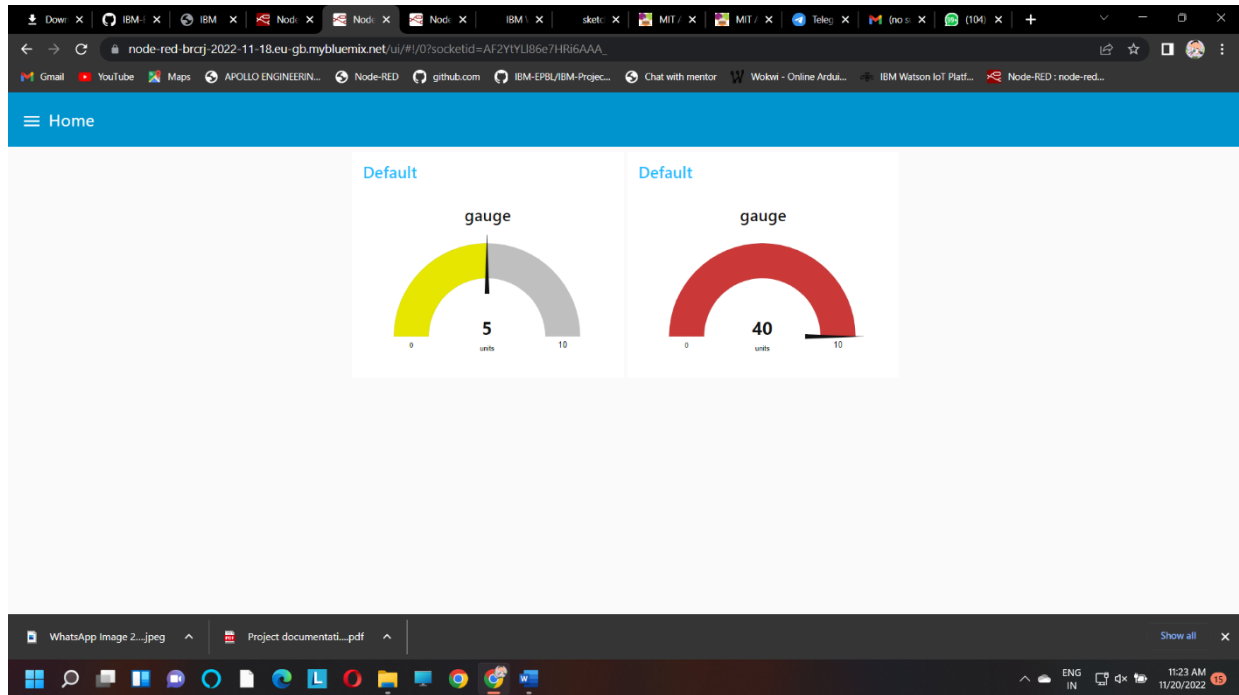 Down IBM-I IBM Node Node Node IBM \ sketc MIT / MIT / Teleg (no s (104)
node-red-brcrj-2022-11-18.eu-gb.mybluemix.net/ui/#!/0?socketid=AF2YtYLl86e7HRi6AAA_
Gmail YouTube Maps APOLLO ENGINEERIN... Node-RED github.com IBM-EPBL/IBM-Projec... Chat with mentor Wokwi - Online Ardui... IBM Watson IoT Platf... Node-RED : node-red...
Home
Default Default
gauge gauge
5 40
0 units 10 0 units 10
WhatsApp Image 2....jpeg Project documentati....pdf Show all
ENG 11:23 AM
IN 11/20/2022 15